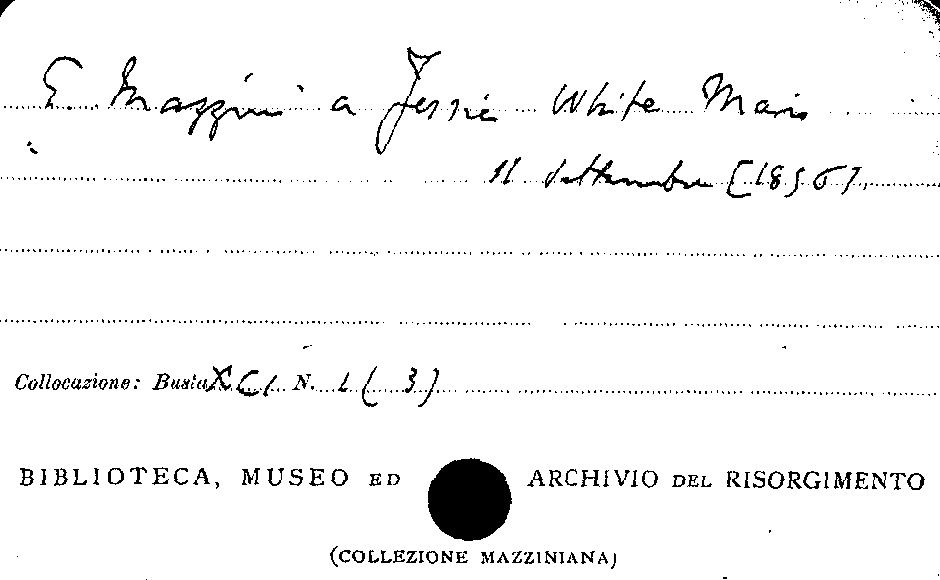 G. Mazzini a Jessie White Mario
11 settembre [1856]
Collocazione: Busta XCI N. 1 (3)
BIBLIOTECA, MUSEO ED ARCHIVIO DEL RISORGIMENTO
(COLLEZIONE MAZZINIANA)